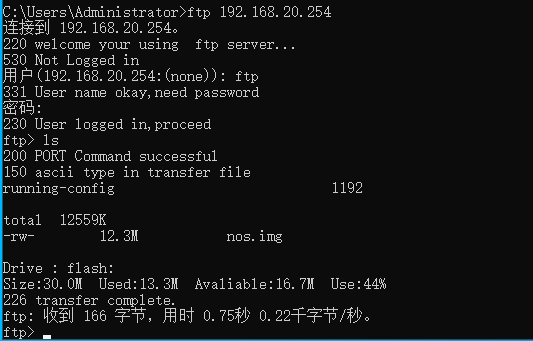 C:\Users\Administrator>ftp 192.168.20.254
连接到 192.168.20.254。
220 welcome your using  ftp server...
530 Not Logged in
用户(192.168.20.254:(none)): ftp
331 User name okay,need password
密码:
230 User logged in,proceed
ftp> ls
200 PORT Command successful
150 ascii type in transfer file
running-config                          1192
total  12559K
-rw-        12.3M          nos.img
Drive : flash:
Size:30.0M  Used:13.3M  Avaliable:16.7M  Use:44%
226 transfer complete.
ftp: 收到 166 字节，用时 0.75秒 0.22千字节/秒。
ftp>